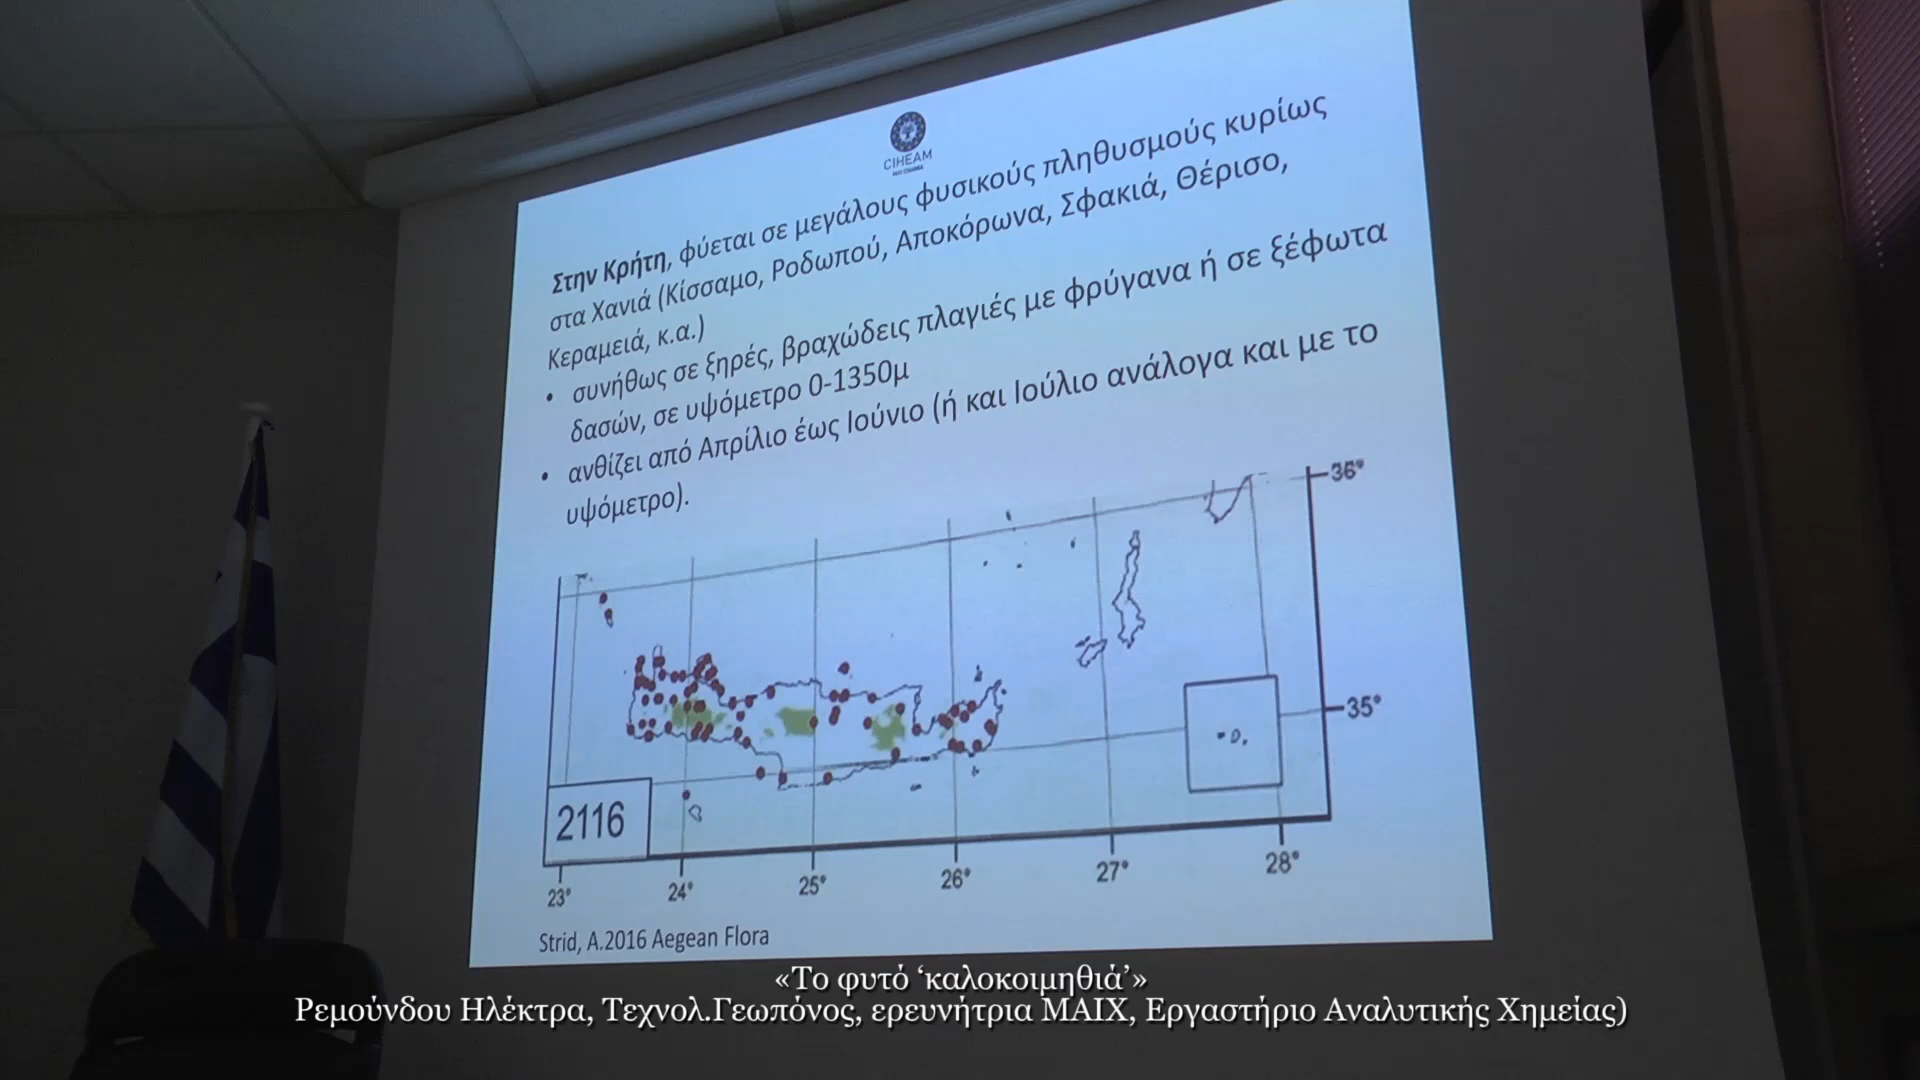 CIHEAM
Στην Κρήτη, φύεται σε μεγάλους φυσικούς πληθυσμούς κυρίως
στα Χανιά (Κίσσαμο, Ροδωπού, Αποκόρωνα, Σφακιά, Θέρισο,
Κεραμειά, κ.α.)
• συνήθως σε ξηρές, βραχώδεις πλαγιές με φρύγανα ή σε ξέφωτα
δασών, σε υψόμετρο 0-1350μ
• ανθίζει από Απρίλιο έως Ιούνιο (ή και Ιούλιο ανάλογα και με το
υψόμετρο).
36°
35°
2116
23° 24° 25° 26° 27° 28°
Strid, A.2016 Aegean Flora
«Το φυτό ‘καλοκοιμηθιά’»
Ρεμούνδου Ηλέκτρα, Τεχνολ.Γεωπόνος, ερευνήτρια ΜΑΙΧ, Εργαστήριο Αναλυτικής Χημείας)